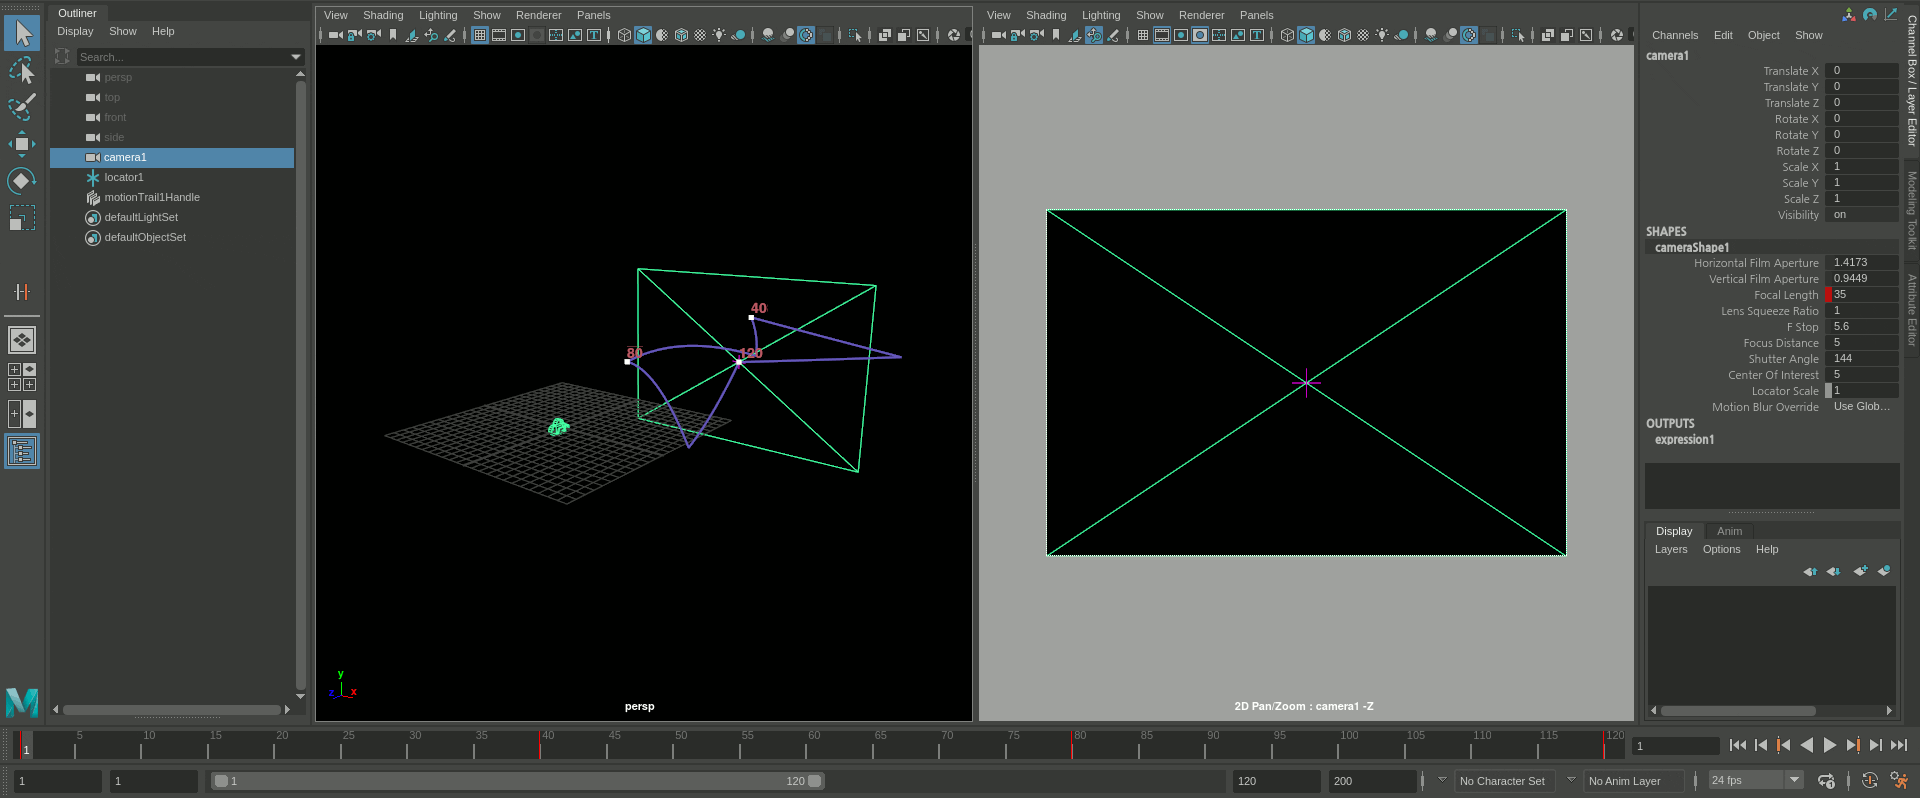 Outliner
Display Show Help
Search...
persp
top
front
side
camera1
locator1
motionTrail1Handle
defaultLightSet
defaultObjectSet
View Shading Lighting Show Renderer Panels
40
80
120
y
z x
persp
View Shading Lighting Show Renderer Panels
2D Pan/Zoom : camera1 -Z
Channels Edit Object Show
camera1
Translate X 0
Translate Y 0
Translate Z 0
Rotate X 0
Rotate Y 0
Rotate Z 0
Scale X 1
Scale Y 1
Scale Z 1
Visibility on
SHAPES
cameraShape1
Horizontal Film Aperture 1.4173
Vertical Film Aperture 0.9449
Focal Length 35
Lens Squeeze Ratio 1
F Stop 5.6
Focus Distance 5
Shutter Angle 144
Center Of Interest 5
Locator Scale 1
Motion Blur Override Use Glob...
OUTPUTS
expression1
Display Anim
Layers Options Help
Channel Box / Layer Editor
Modeling Toolkit
Attribute Editor
1 5 10 15 20 25 30 35 40 45 50 55 60 65 70 75 80 85 90 95 100 105 110 115 120
1
1 1 1 120 120 200 No Character Set No Anim Layer 24 fps